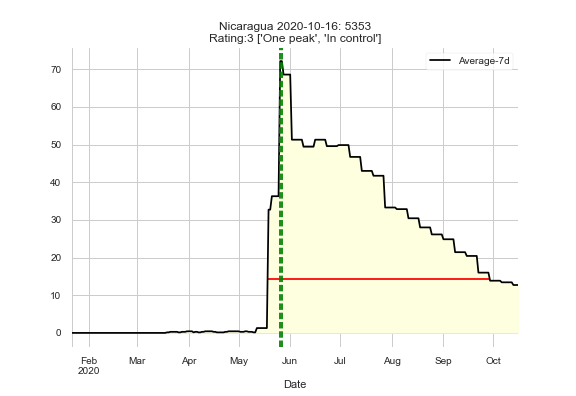 Nicaragua 2020-10-16: 5353
Rating:3 ['One peak', 'In control']
Average-7d
70
60
50
40
30
20
10
0
Feb Mar Apr May Jun Jul Aug Sep Oct
2020
Date